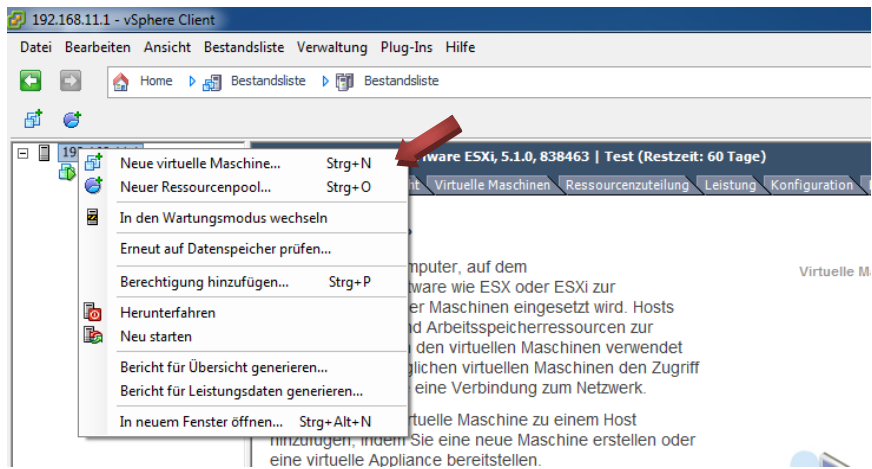 192.168.11.1 - vSphere Client
Datei Bearbeiten Ansicht Bestandsliste Verwaltung Plug-Ins Hilfe
Home Bestandsliste Bestandsliste
ware ESXi, 5.1.0, 838463 | Test (Restzeit: 60 Tage)
Virtuelle Maschinen Ressourcenzuteilung Leistung Konfiguration
Neue virtuelle Maschine... Strg+N
Neuer Ressourcenpool... Strg+O
In den Wartungsmodus wechseln
Erneut auf Datenspeicher prüfen...
Berechtigung hinzufügen... Strg+P
Herunterfahren
Neu starten
Bericht für Übersicht generieren...
Bericht für Leistungsdaten generieren...
In neuem Fenster öffnen... Strg+Alt+N
mputer, auf dem
tware wie ESX oder ESXi zur
er Maschinen eingesetzt wird. Hosts
nd Arbeitsspeicherressourcen zur
den virtuellen Maschinen verwendet
glichen virtuellen Maschinen den Zugriff
eine Verbindung zum Netzwerk.
rtuelle Maschine zu einem Host
hinzufügen, indem Sie eine neue Maschine erstellen oder
eine virtuelle Appliance bereitstellen.
Virtuelle Ma